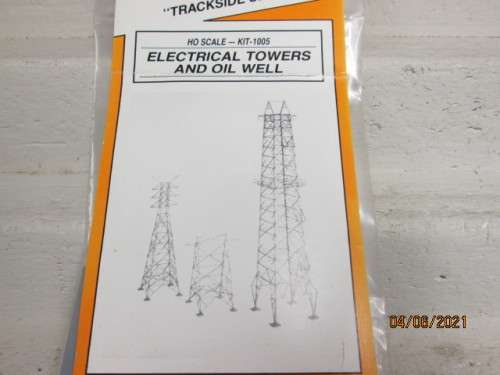 "TRACKSIDE
HO SCALE — KIT-1005
ELECTRICAL TOWERS
AND OIL WELL
04/06/2021